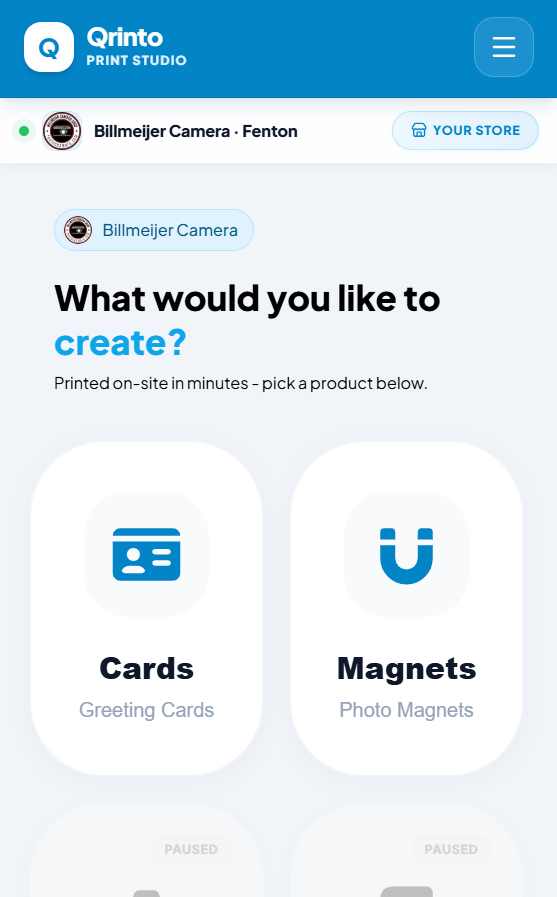 Q
Qrinto
PRINT STUDIO
Billmeijer Camera · Fenton
YOUR STORE
Billmeijer Camera
What would you like to
create?
Printed on-site in minutes - pick a product below.
Cards
Greeting Cards
Magnets
Photo Magnets
PAUSED
PAUSED